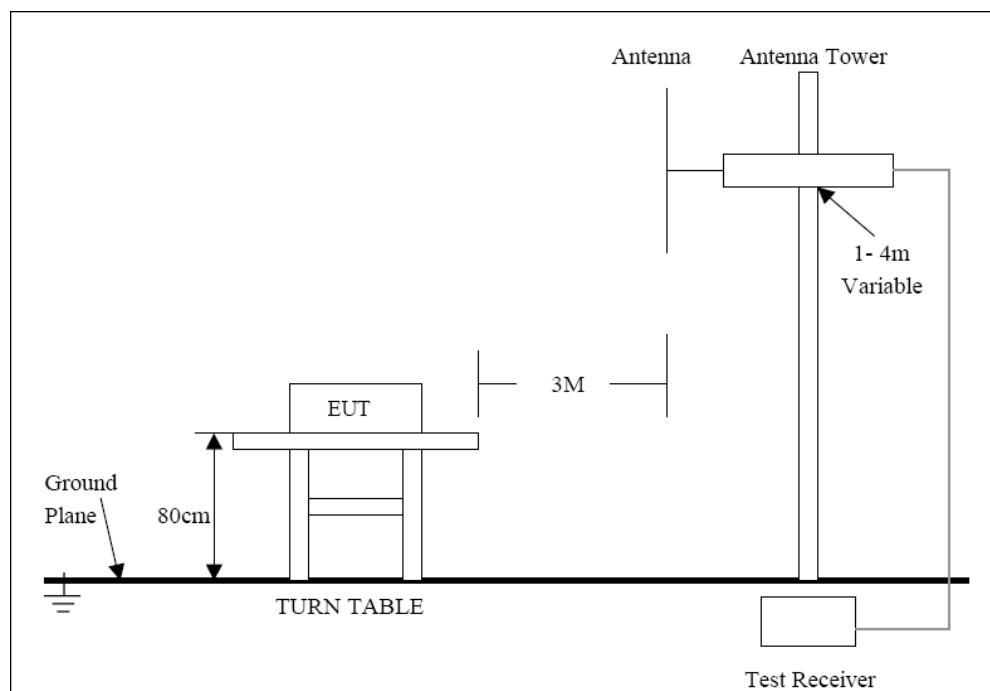 Antenna
Antenna Tower
1- 4m
Variable
3M
EUT
Ground
Plane
80cm
TURN TABLE
Test Receiver